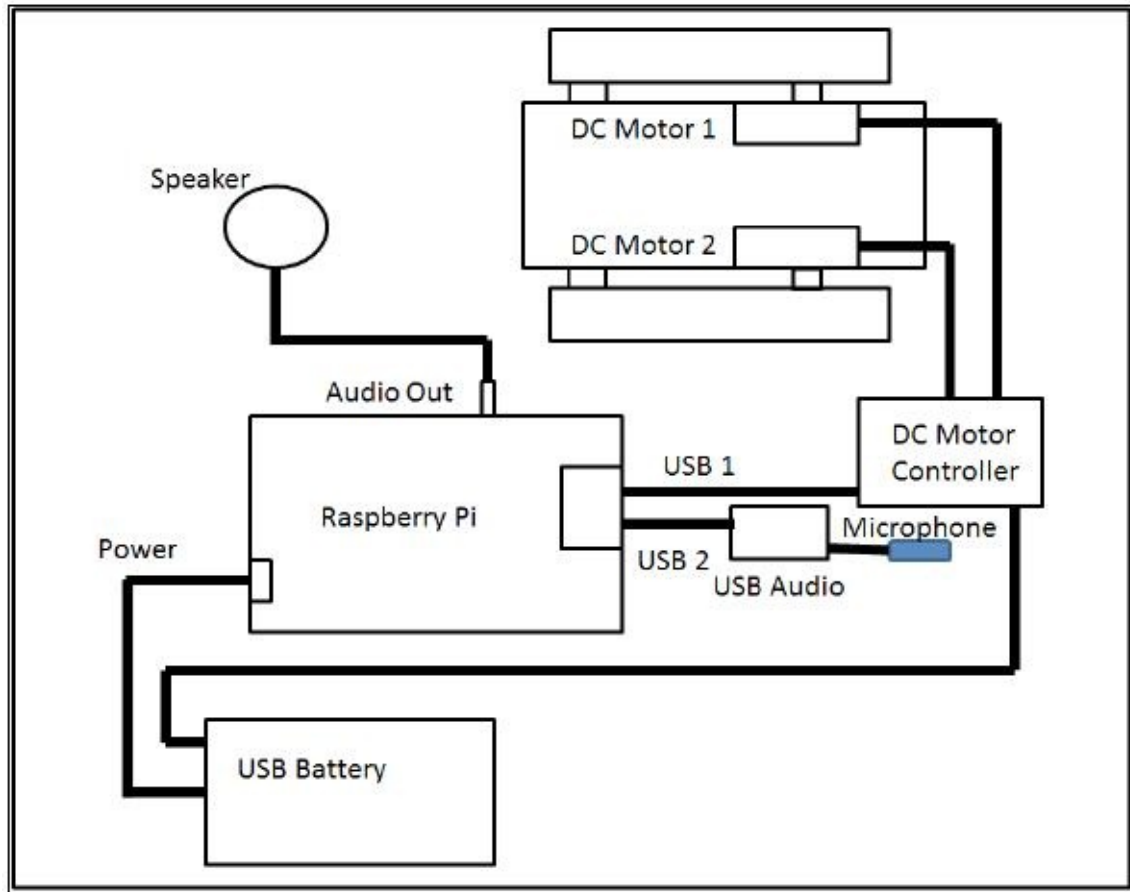 DC Motor 1
Speaker
DC Motor 2
Audio Out
DC Motor
Controller
USB 1
Raspberry Pi
Microphone
Power
USB 2
USB Audio
USB Battery